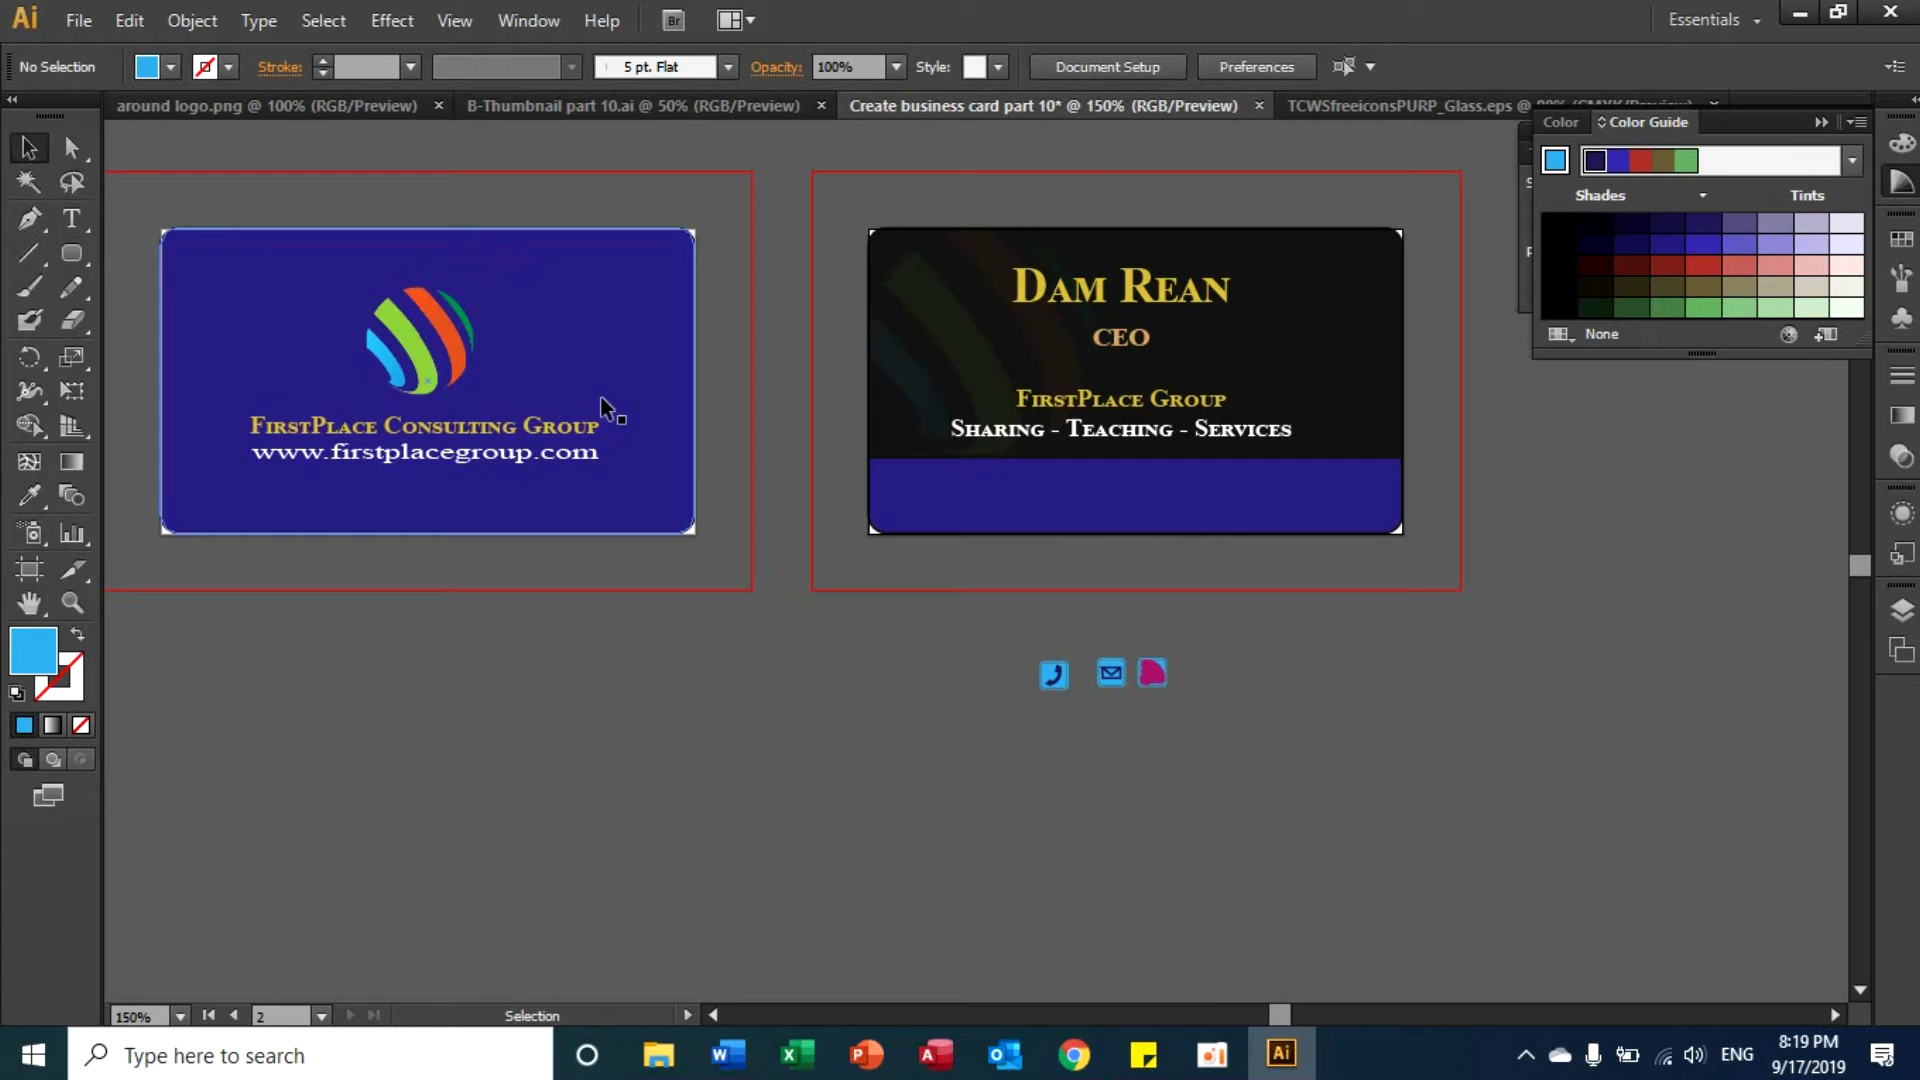 Ai File Edit Object Type Select Effect View Window Help Br Essentials
No Selection Stroke: 5 pt. Flat Opacity: 100% Style: Document Setup Preferences
around logo.png @ 100% (RGB/Preview) B-Thumbnail part 10.ai @ 50% (RGB/Preview) Create business card part 10* @ 150% (RGB/Preview) TCWSfreeiconsPURP_Glass.eps @
Color Color Guide
Shades Tints
None
Dam Rean
CEO
FirstPlace Group
Sharing - Teaching - Services
FirstPlace Consulting Group
www.firstplacegroup.com
150% 2 Selection
Type here to search
ENG
8:19 PM
9/17/2019